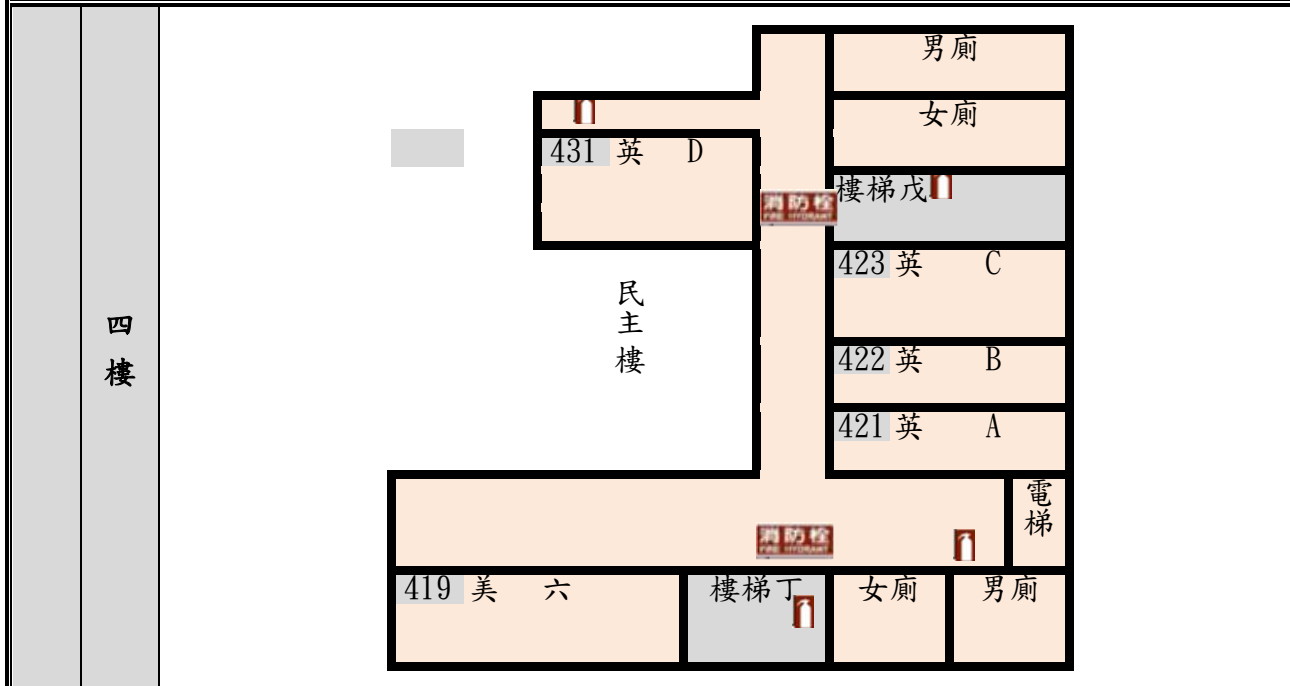 四樓
男廁
女廁
431 英 D
樓梯戊
消防栓
FIRE HYDRANT
423 英 C
民主樓
422 英 B
421 英 A
電梯
消防栓
FIRE HYDRANT
419 美 六
樓梯丁
女廁
男廁